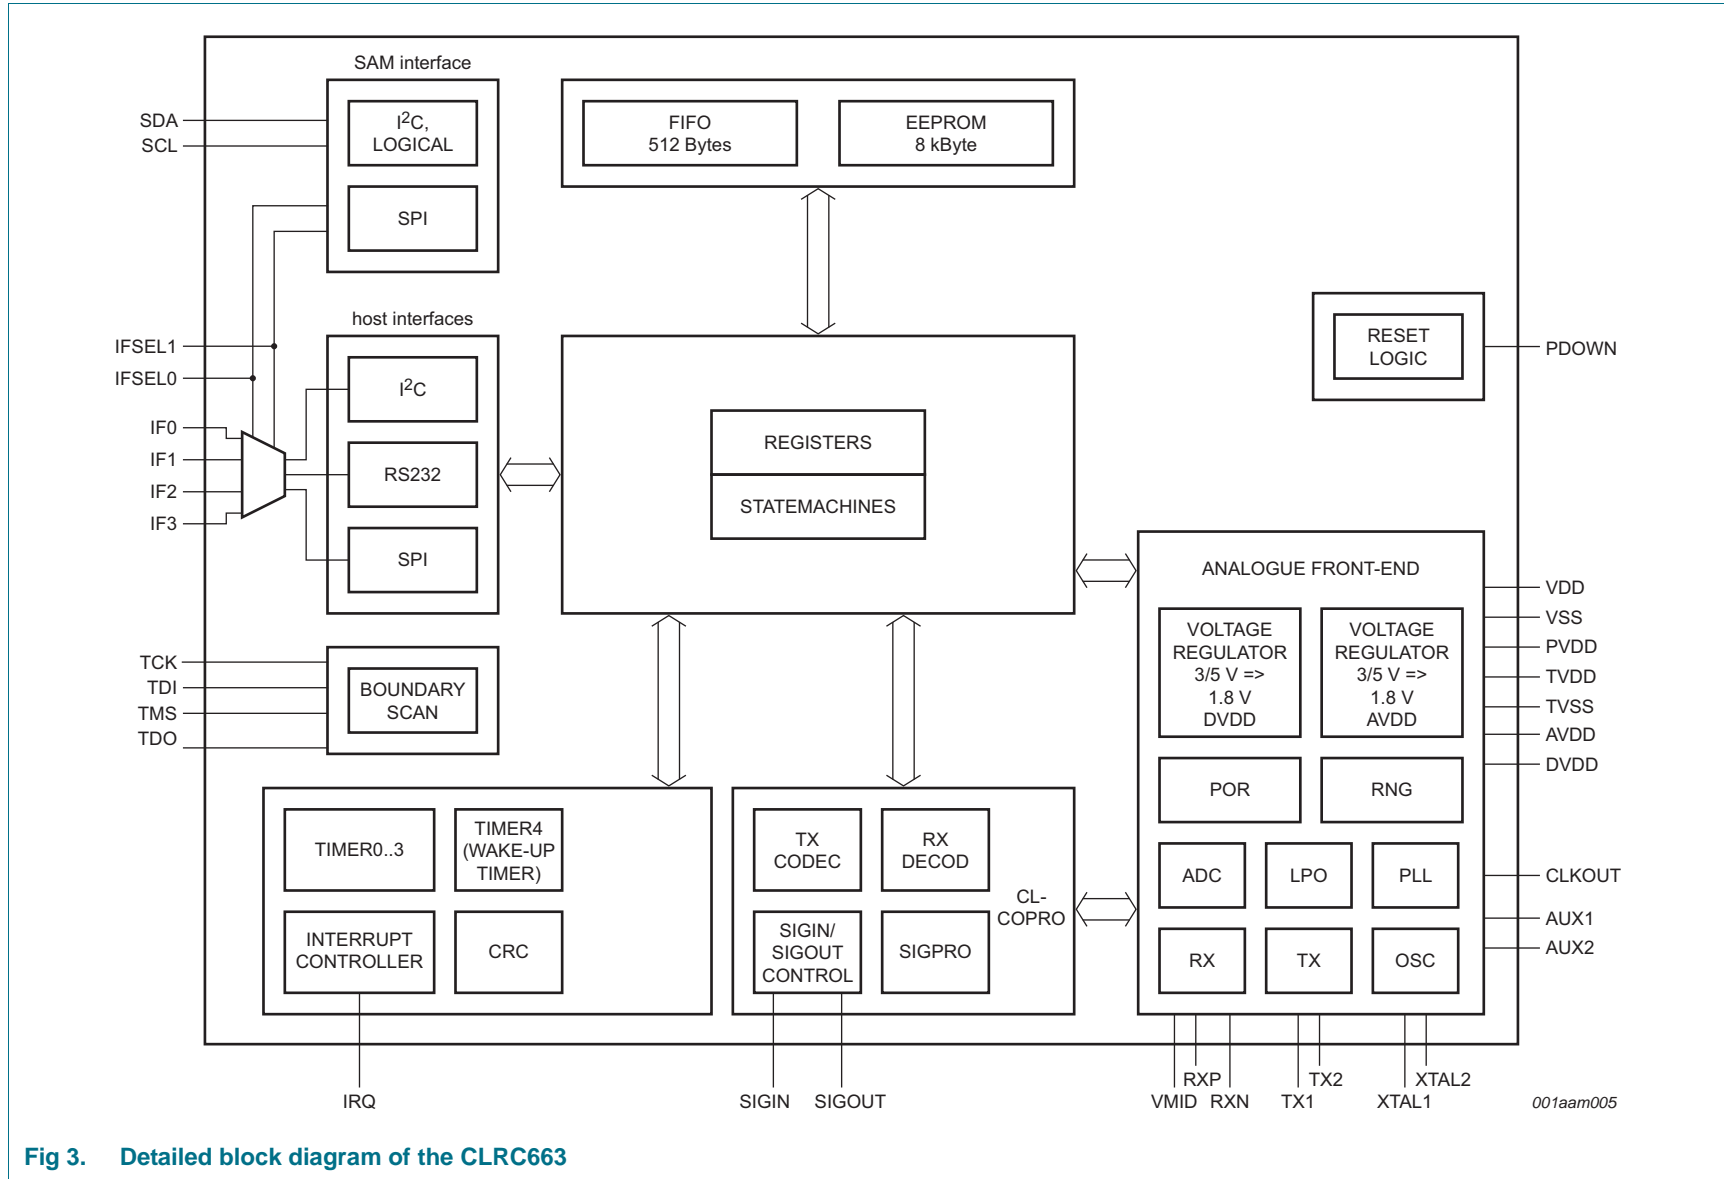 SAM interface
SDA
SCL
I2C,
LOGICAL
SPI
FIFO
512 Bytes
EEPROM
8 kByte
RESET
LOGIC
PDOWN
host interfaces
IFSEL1
IFSEL0
IF0
IF1
IF2
IF3
I2C
RS232
SPI
REGISTERS
STATEMACHINES
TCK
TDI
TMS
TDO
BOUNDARY
SCAN
ANALOGUE FRONT-END
VOLTAGE
REGULATOR
3/5 V =>
1.8 V
DVDD
VOLTAGE
REGULATOR
3/5 V =>
1.8 V
AVDD
POR
RNG
ADC
LPO
PLL
RX
TX
OSC
VDD
VSS
PVDD
TVDD
TVSS
AVDD
DVDD
CLKOUT
AUX1
AUX2
TIMER0..3
TIMER4
(WAKE-UP
TIMER)
INTERRUPT
CONTROLLER
CRC
TX
CODEC
RX
DECOD
CL-
COPRO
SIGIN/
SIGOUT
CONTROL
SIGPRO
IRQ
SIGIN
SIGOUT
VMID
RXP
RXN
TX1
TX2
XTAL1
XTAL2
001aam005
Fig 3. Detailed block diagram of the CLRC663